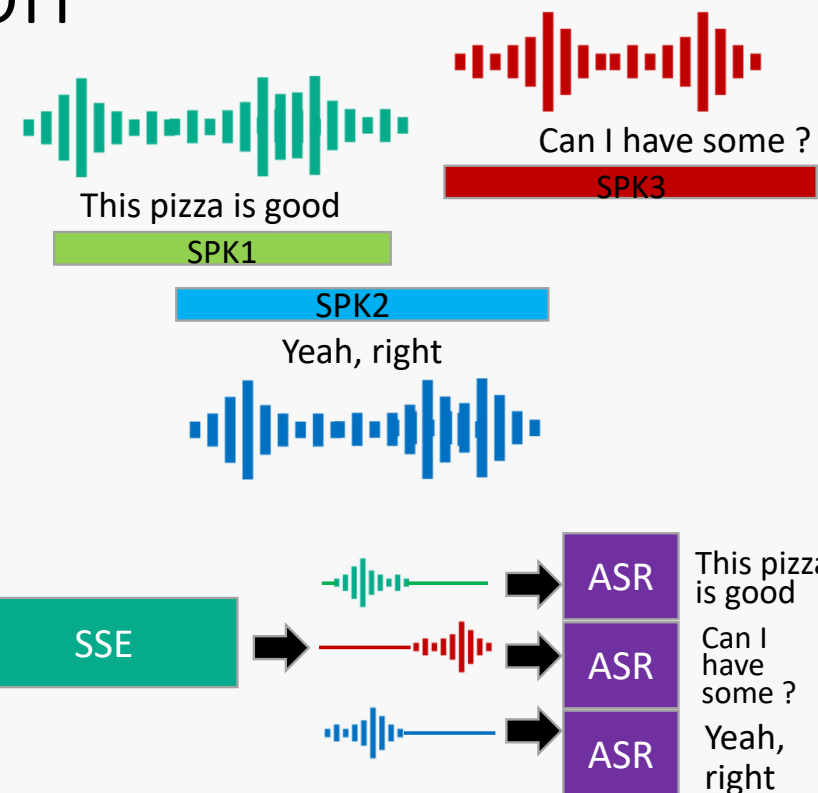 Can I have some ?
SPK3
This pizza is good
SPK1
SPK2
Yeah, right
SSE
ASR
This pizza
is good
ASR
Can I
have
some ?
ASR
Yeah,
right